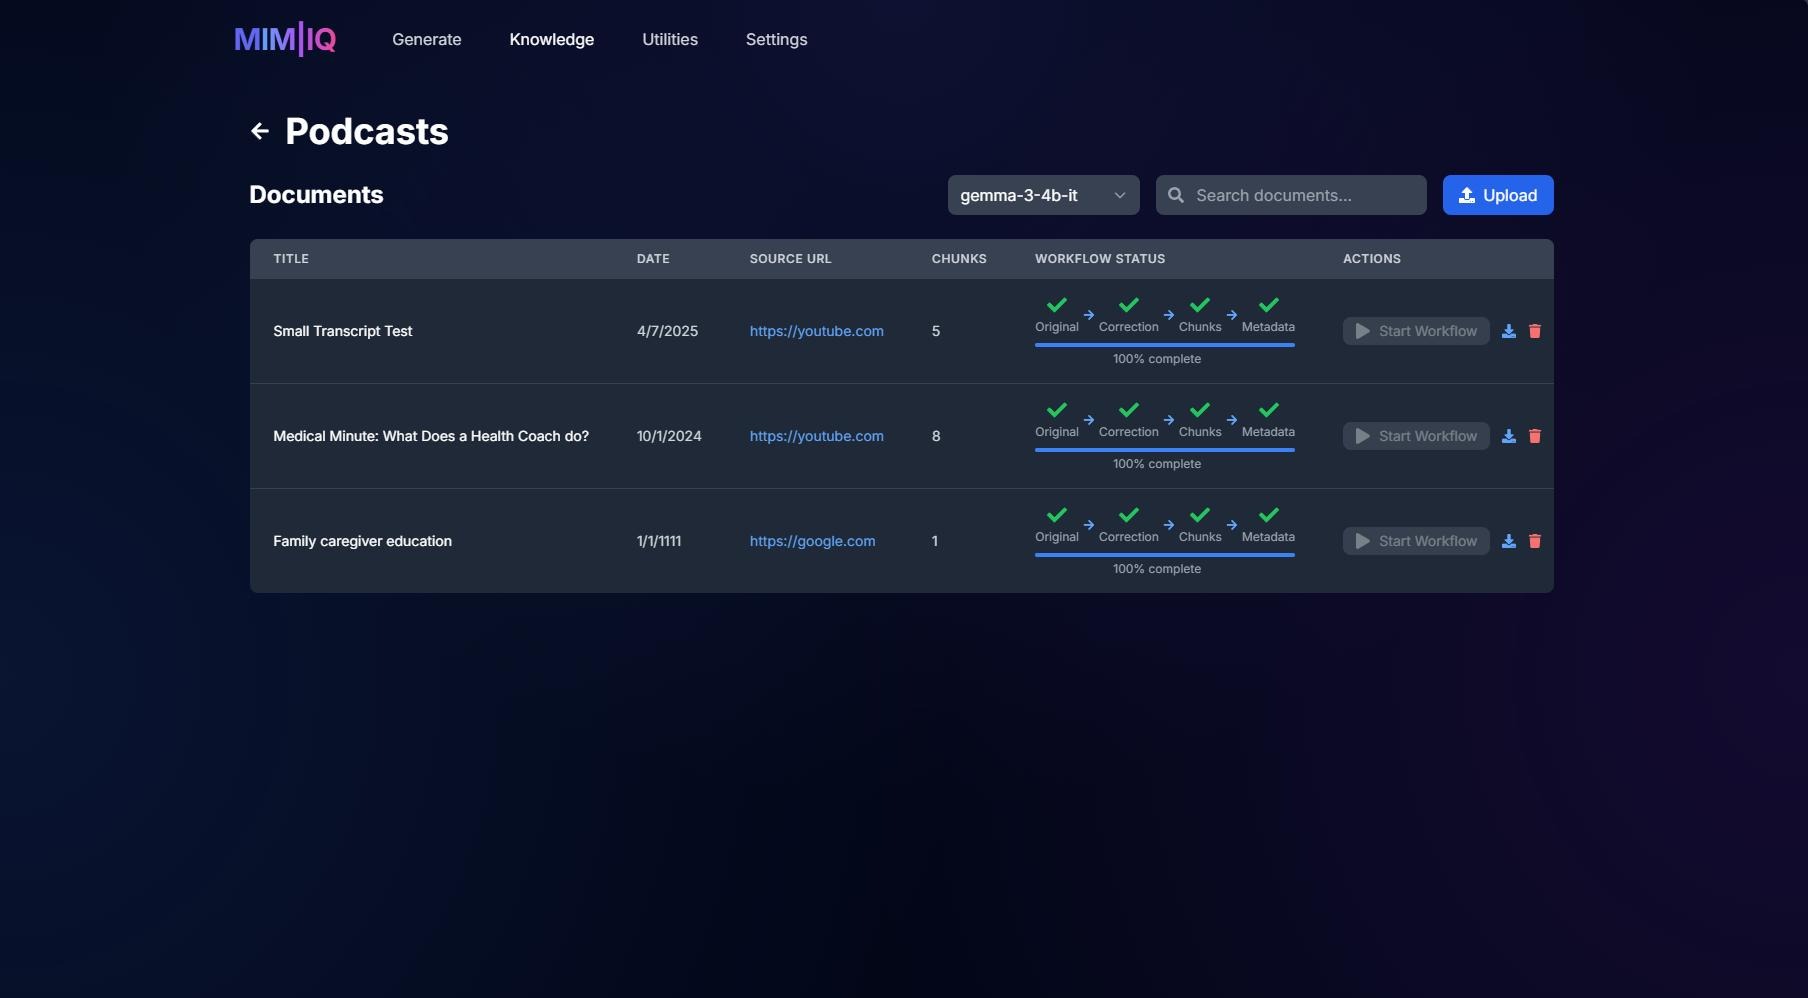 MIM|IQ Generate Knowledge Utilities Settings
Podcasts
Documents gemma-3-4b-it Search documents... Upload
TITLE DATE SOURCE URL CHUNKS WORKFLOW STATUS ACTIONS
Small Transcript Test 4/7/2025 https://youtube.com 5 Original Correction Chunks Metadata Start Workflow
100% complete
Medical Minute: What Does a Health Coach do? 10/1/2024 https://youtube.com 8 Original Correction Chunks Metadata Start Workflow
100% complete
Family caregiver education 1/1/1111 https://google.com 1 Original Correction Chunks Metadata Start Workflow
100% complete